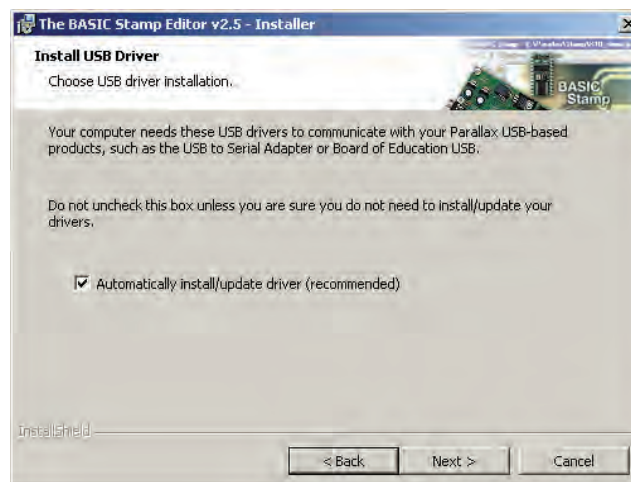 The BASIC Stamp Editor v2.5 - Installer
Install USB Driver
Choose USB driver installation.
BASIC
Stamp
Your computer needs these USB drivers to communicate with your Parallax USB-based
products, such as the USB to Serial Adapter or Board of Education USB.
Do not uncheck this box unless you are sure you do not need to install/update your
drivers.
Automatically install/update driver (recommended)
InstallShield
< Back
Next >
Cancel